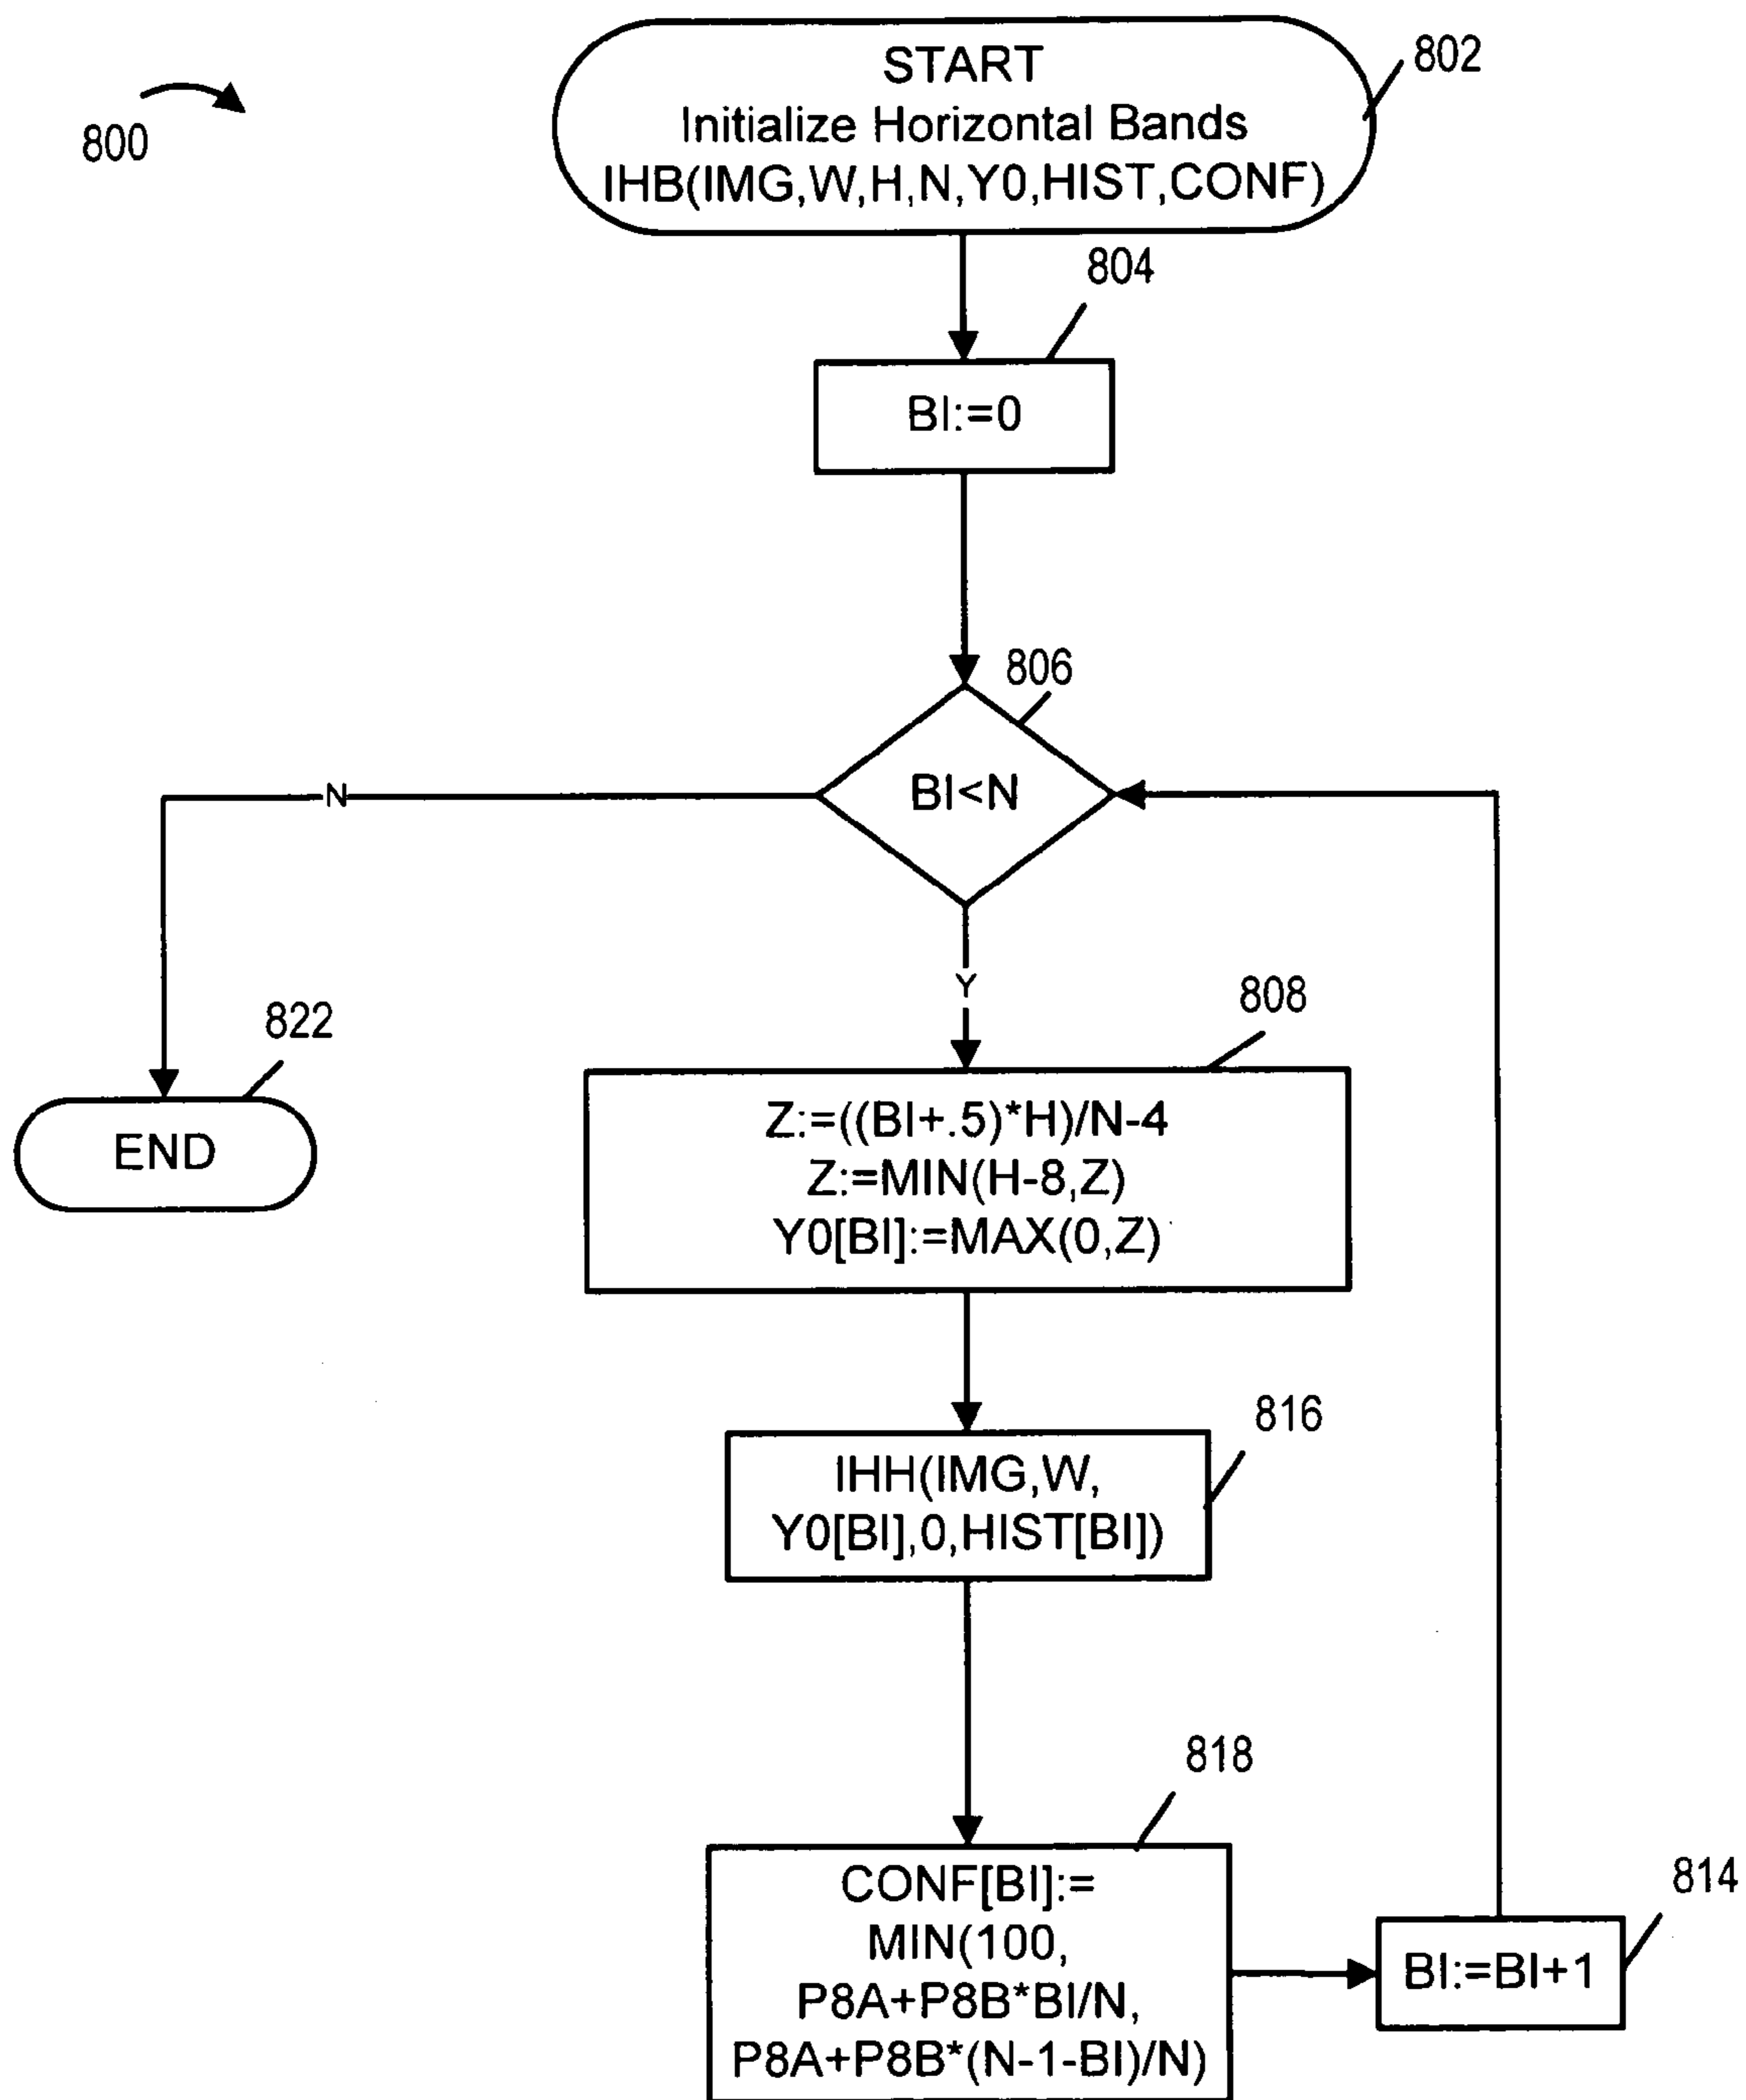 800
START
Initialize Horizontal Bands
IHB(IMG,W,H,N,Y0,HIST,CONF)
802
804
BI:=0
806
BI<N
N
Y
822
END
808
Z:=((BI+.5)*H)/N-4
Z:=MIN(H-8,Z)
Y0[BI]:=MAX(0,Z)
816
IHH(IMG,W,
Y0[BI],0,HIST[BI])
818
CONF[BI]:=
MIN(100,
P8A+P8B*BI/N,
P8A+P8B*(N-1-BI)/N)
814
BI:=BI+1